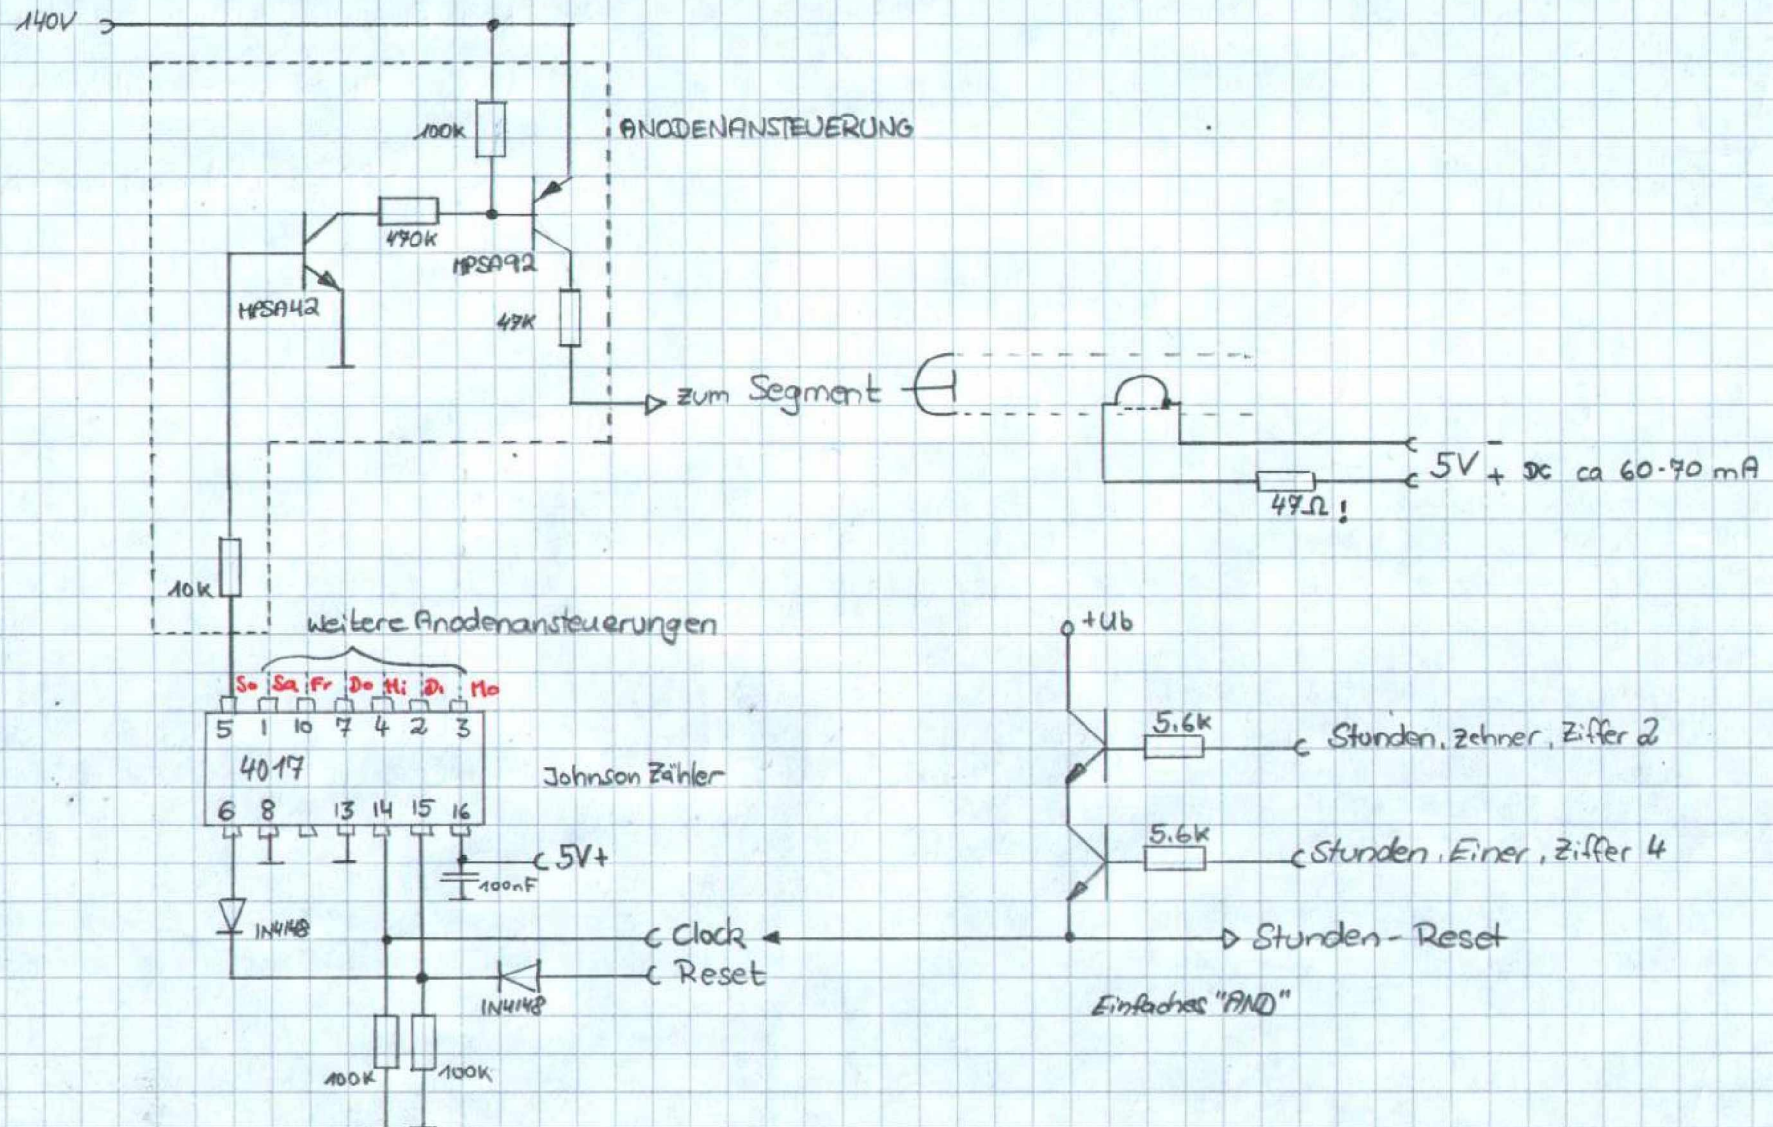 140V
100k
ANODENANSTEUERUNG
470k
MPSA92
MPSA42
47K
zum Segment
5V
-
+ DC ca 60-70 mA
47Ω!
10k
weitere Anodenansteuerungen
+Ub
So Sa Fr Do Mi Di Mo
5 1 10 7 4 2 3
4017
Johnson Zähler
6 8 13 14 15 16
5.6k
Stunden, Zehner, Ziffer 2
5.6k
Stunden, Einer, Ziffer 4
5V+
100nF
1N4148
Clock
Stunden-Reset
Reset
1N4148
Einfaches "AND"
100K
100K